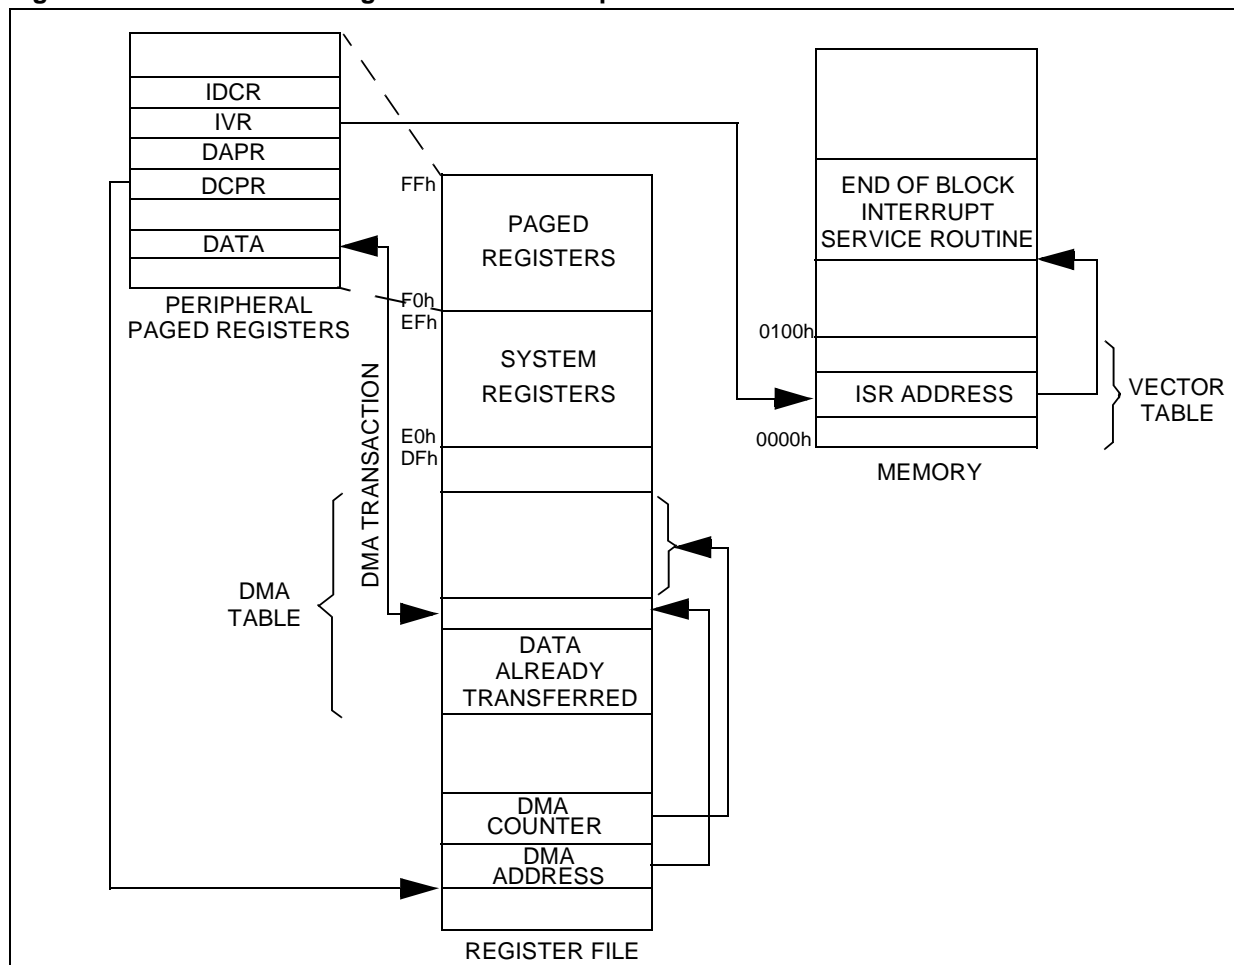 IDCR
IVR
DAPR
DCPR
DATA
PERIPHERAL
PAGED REGISTERS
FFh
PAGED
REGISTERS
F0h
EFh
SYSTEM
REGISTERS
E0h
DFh
DMA TRANSACTION
DMA
TABLE
DATA
ALREADY
TRANSFERRED
DMA
COUNTER
DMA
ADDRESS
REGISTER FILE
END OF BLOCK
INTERRUPT
SERVICE ROUTINE
0100h
ISR ADDRESS
0000h
VECTOR
TABLE
MEMORY